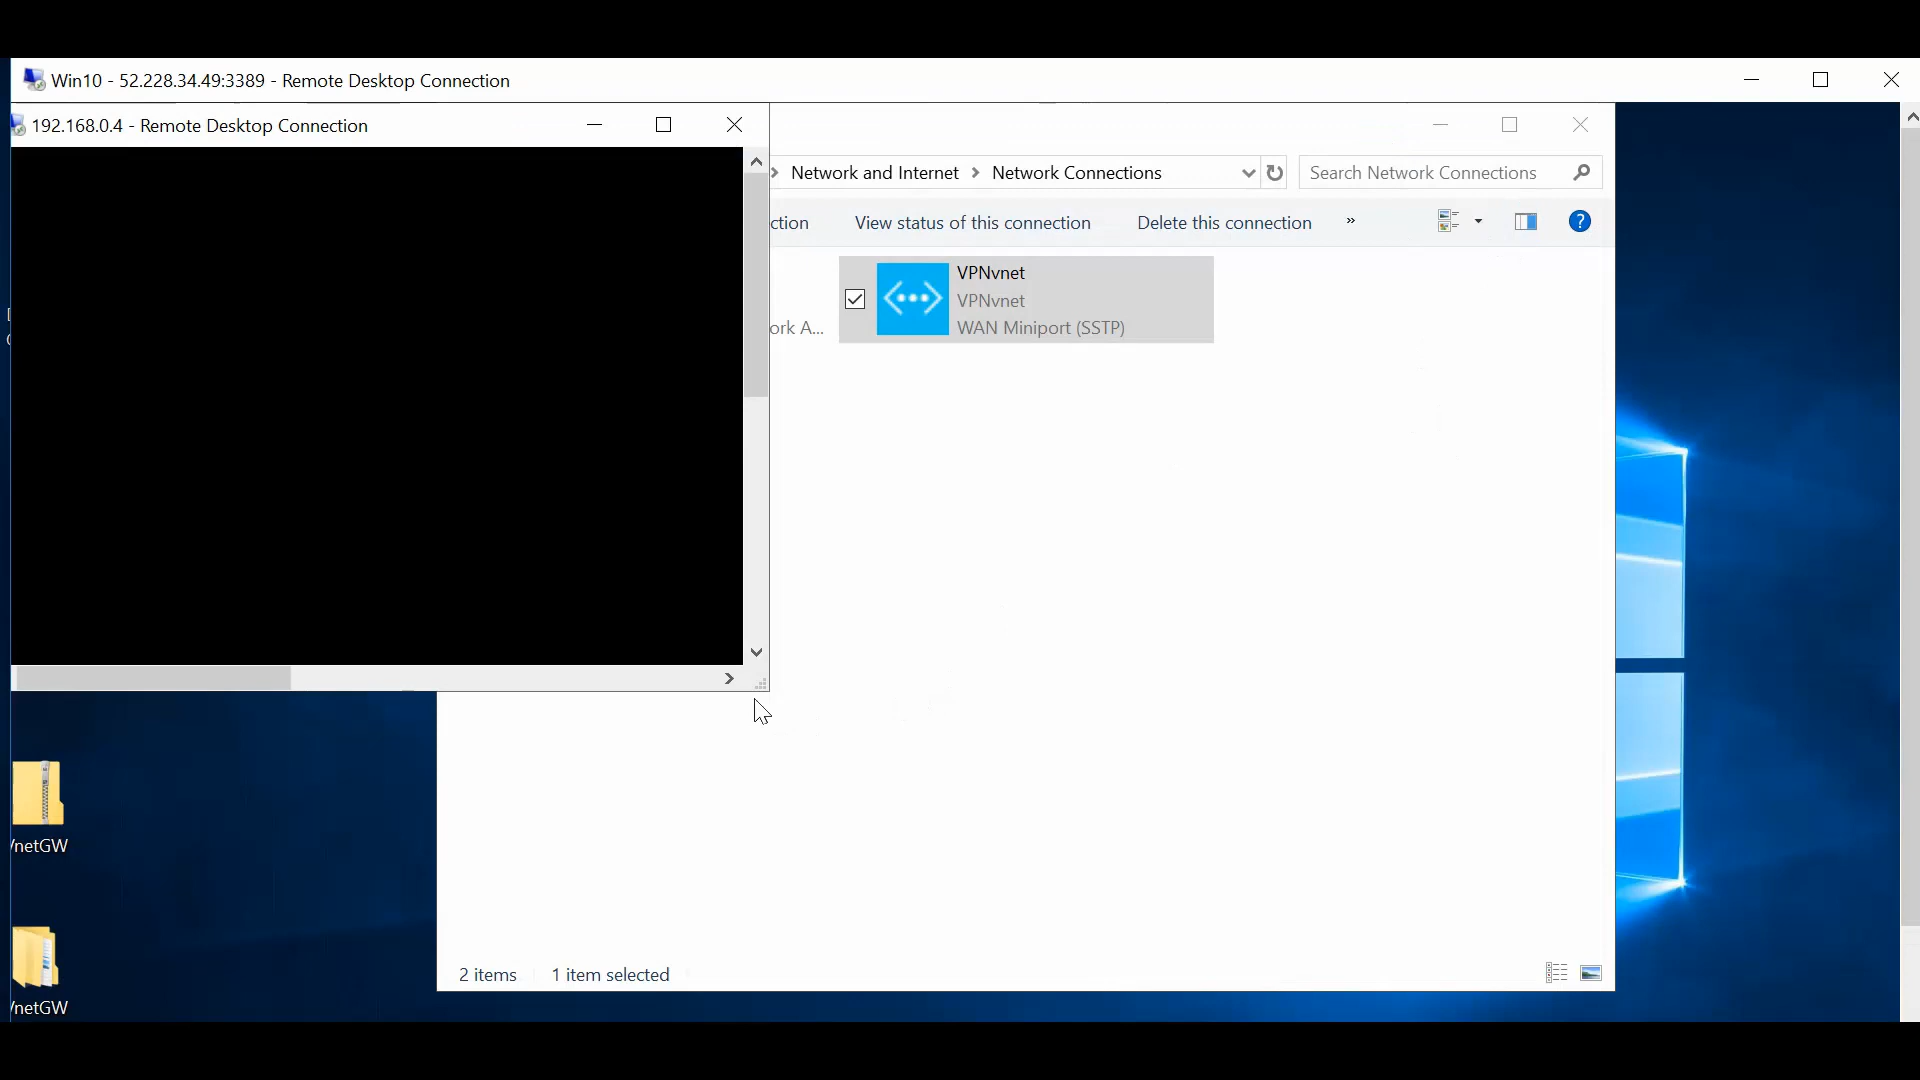 Win10 - 52.228.34.49:3389 - Remote Desktop Connection
192.168.0.4 - Remote Desktop Connection
Network and Internet > Network Connections
Search Network Connections
ction
View status of this connection
Delete this connection
»
?
VPNvnet
VPNvnet
ork A...
WAN Miniport (SSTP)
VnetGW
VnetGW
2 items
1 item selected